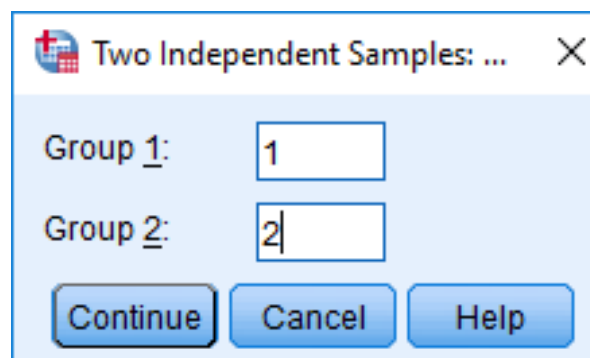 Two Independent Samples: ...
Group 1: 1
Group 2: 2
Continue Cancel Help